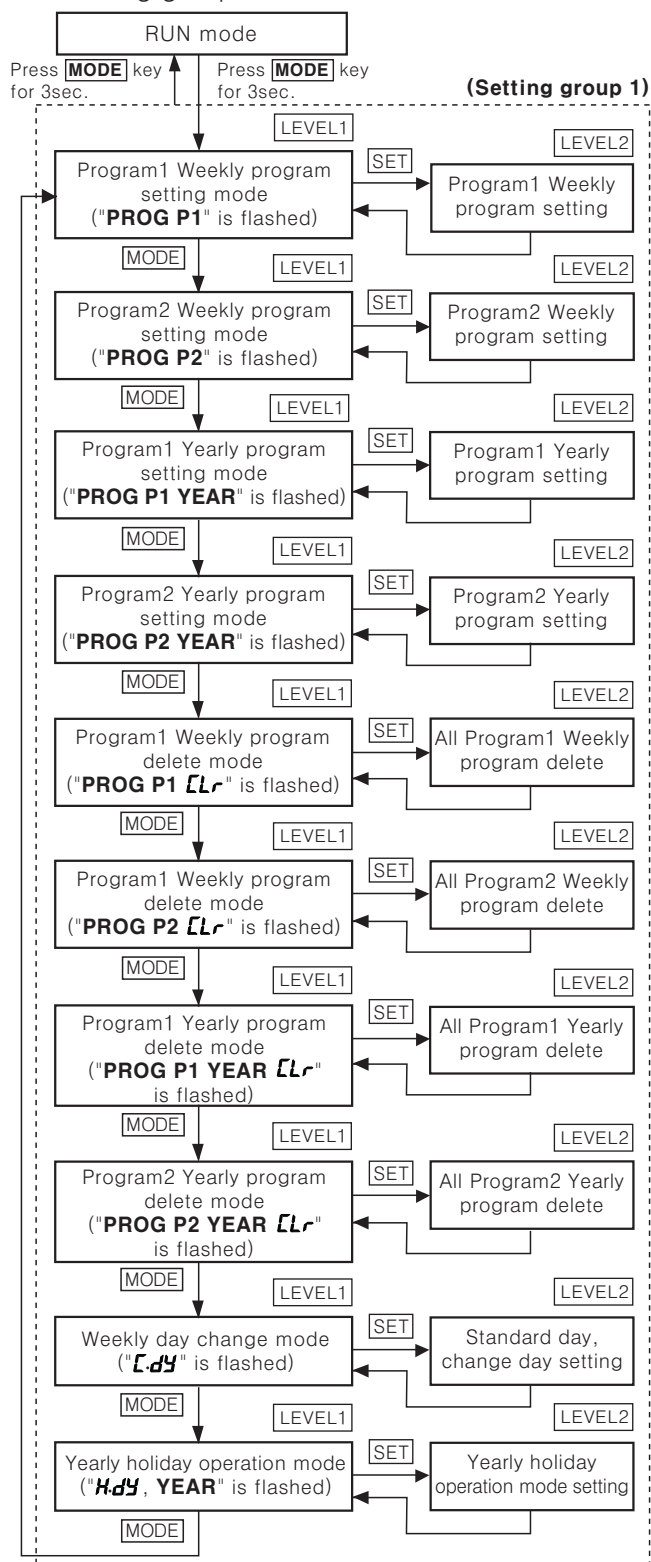 RUN mode
Press MODE key
for 3sec.
Press MODE key
for 3sec.
(Setting group 1)
LEVEL1
LEVEL2
Program1 Weekly program
setting mode
("PROG P1" is flashed)
SET
Program1 Weekly
program setting
MODE
LEVEL1
LEVEL2
Program2 Weekly program
setting mode
("PROG P2" is flashed)
SET
Program2 Weekly
program setting
MODE
LEVEL1
LEVEL2
Program1 Yearly program
setting mode
("PROG P1 YEAR" is flashed)
SET
Program1 Yearly
program setting
MODE
LEVEL1
LEVEL2
Program2 Yearly program
setting mode
("PROG P2 YEAR" is flashed)
SET
Program2 Yearly
program setting
MODE
LEVEL1
LEVEL2
Program1 Weekly program
delete mode
("PROG P1 CLr" is flashed)
SET
All Program1 Weekly
program delete
MODE
LEVEL1
LEVEL2
Program1 Weekly program
delete mode
("PROG P2 CLr" is flashed)
SET
All Program2 Weekly
program delete
MODE
LEVEL1
LEVEL2
Program1 Yearly program
delete mode
("PROG P1 YEAR CLr"
is flashed)
SET
All Program1 Yearly
program delete
MODE
LEVEL1
LEVEL2
Program2 Yearly program
delete mode
("PROG P2 YEAR CLr"
is flashed)
SET
All Program2 Yearly
program delete
MODE
LEVEL1
LEVEL2
Weekly day change mode
("C.dY" is flashed)
SET
Standard day,
change day setting
MODE
LEVEL1
LEVEL2
Yearly holiday operation mode
("H.dY, YEAR" is flashed)
SET
Yearly holiday
operation mode setting
MODE